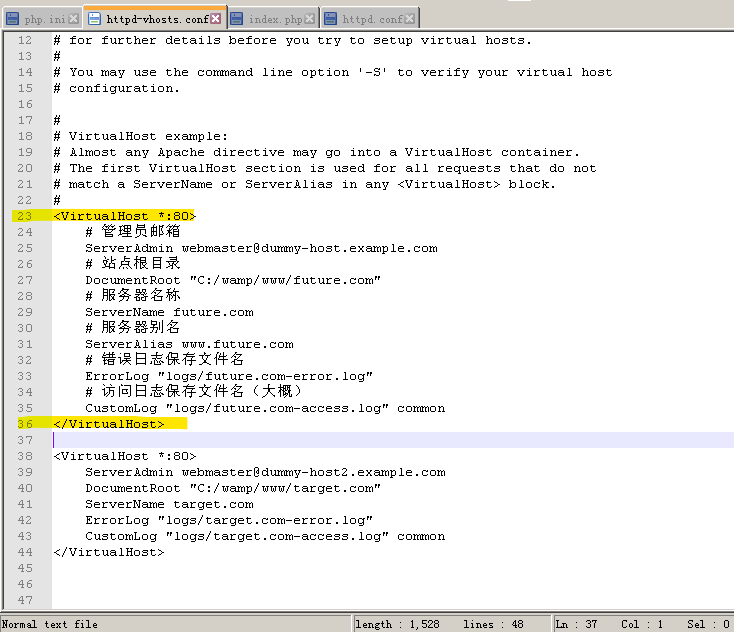 php.ini httpd-vhosts.conf index.php httpd.conf
12 # for further details before you try to setup virtual hosts.
13 #
14 # You may use the command line option '-S' to verify your virtual host
15 # configuration.
16
17 #
18 # VirtualHost example:
19 # Almost any Apache directive may go into a VirtualHost container.
20 # The first VirtualHost section is used for all requests that do not
21 # match a ServerName or ServerAlias in any <VirtualHost> block.
22 #
23 <VirtualHost *:80>
24 # 管理员邮箱
25 ServerAdmin webmaster@dummy-host.example.com
26 # 站点根目录
27 DocumentRoot "C:/wamp/www/future.com"
28 # 服务器名称
29 ServerName future.com
30 # 服务器别名
31 ServerAlias www.future.com
32 # 错误日志保存文件名
33 ErrorLog "logs/future.com-error.log"
34 # 访问日志保存文件名（大概）
35 CustomLog "logs/future.com-access.log" common
36 </VirtualHost>
37
38 <VirtualHost *:80>
39 ServerAdmin webmaster@dummy-host2.example.com
40 DocumentRoot "C:/wamp/www/target.com"
41 ServerName target.com
42 ErrorLog "logs/target.com-error.log"
43 CustomLog "logs/target.com-access.log" common
44 </VirtualHost>
45
46
47
Normal text file length : 1,528 lines : 48 Ln : 37 Col : 1 Sel : 0